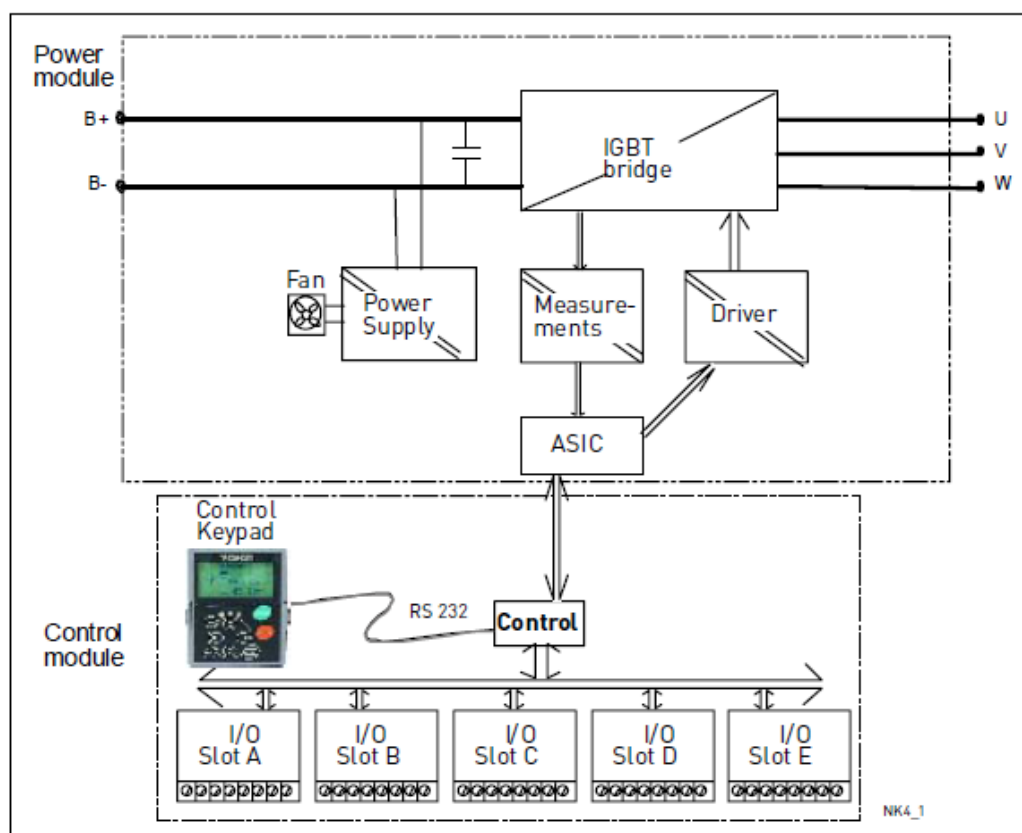 Power
module
B+
B-
IGBT
bridge
U
V
W
Fan
Power
Supply
Measure-
ments
Driver
ASIC
Control
Keypad
RS 232
Control
Control
module
I/O
Slot A
I/O
Slot B
I/O
Slot C
I/O
Slot D
I/O
Slot E
NK4_1